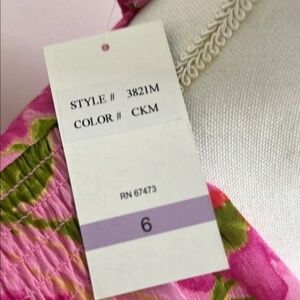 STYLE # 3821M
COLOR # CKM
RN 67473
6